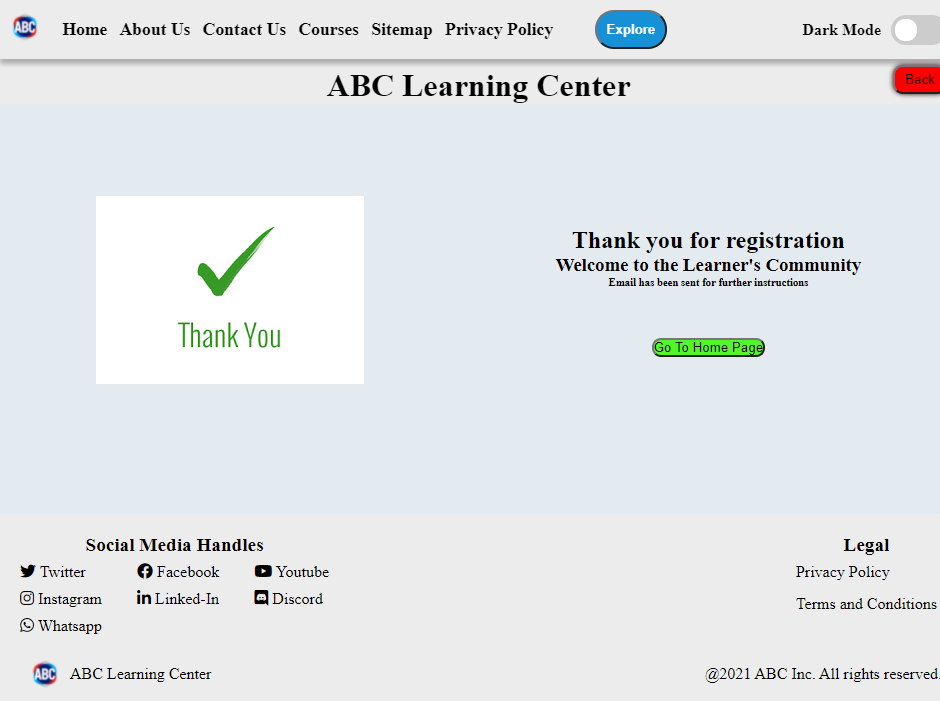 ABC Home About Us Contact Us Courses Sitemap Privacy Policy Explore Dark Mode
ABC Learning Center Back
Thank You
Thank you for registration
Welcome to the Learner's Community
Email has been sent for further instructions
Go To Home Page
Social Media Handles
Twitter Facebook Youtube
Instagram Linked-In Discord
Whatsapp
Legal
Privacy Policy
Terms and Conditions
ABC ABC Learning Center @2021 ABC Inc. All rights reserved.